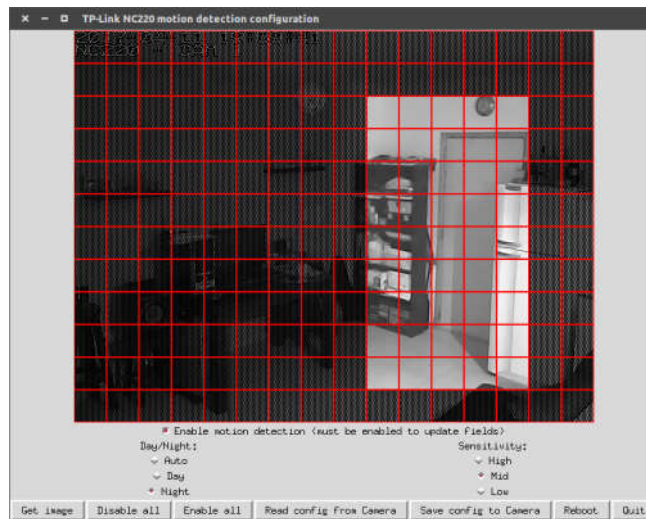 TP-Link NC220 motion detection configuration
Enable motion detection (must be enabled to update fields)
Day/Night:
Auto
Day
Night
Sensitivity:
High
Mid
Low
Get image
Disable all
Enable all
Read config from Camera
Save config to Camera
Reboot
Quit